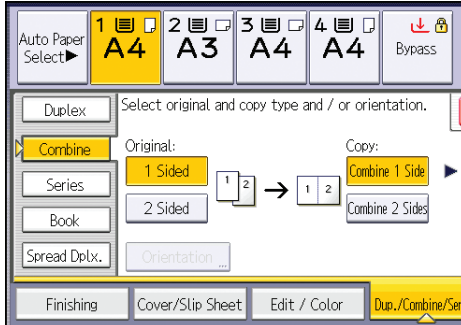 Auto Paper
Select►
1
A4
2
A3
3
A4
4
A4
Bypass
Duplex
Combine
Series
Book
Spread Dplx.
Select original and copy type and / or orientation.
Original:
1 Sided
2 Sided
1 2
1 2
Copy:
Combine 1 Side
Combine 2 Sides
Orientation ...
Finishing
Cover/Slip Sheet
Edit / Color
Dup./Combine/Ser